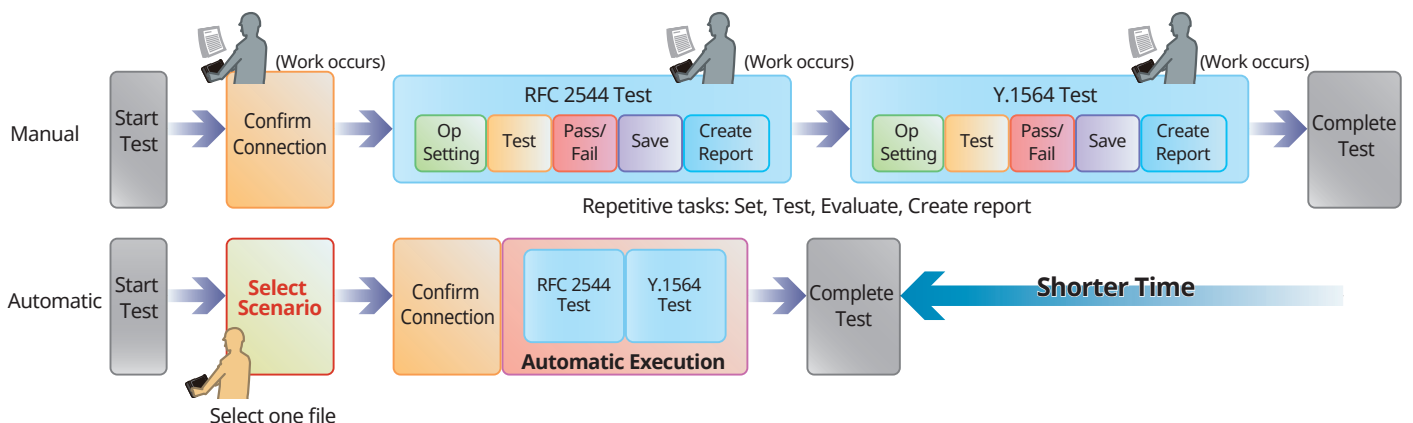 (Work occurs)
(Work occurs)
(Work occurs)
Manual
Start
Test
Confirm
Connection
RFC 2544 Test
Op
Setting
Test
Pass/
Fail
Save
Create
Report
Y.1564 Test
Op
Setting
Test
Pass/
Fail
Save
Create
Report
Complete
Test
Repetitive tasks: Set, Test, Evaluate, Create report
Automatic
Start
Test
Select
Scenario
Confirm
Connection
RFC 2544
Test
Y.1564
Test
Automatic Execution
Complete
Test
Shorter Time
Select one file